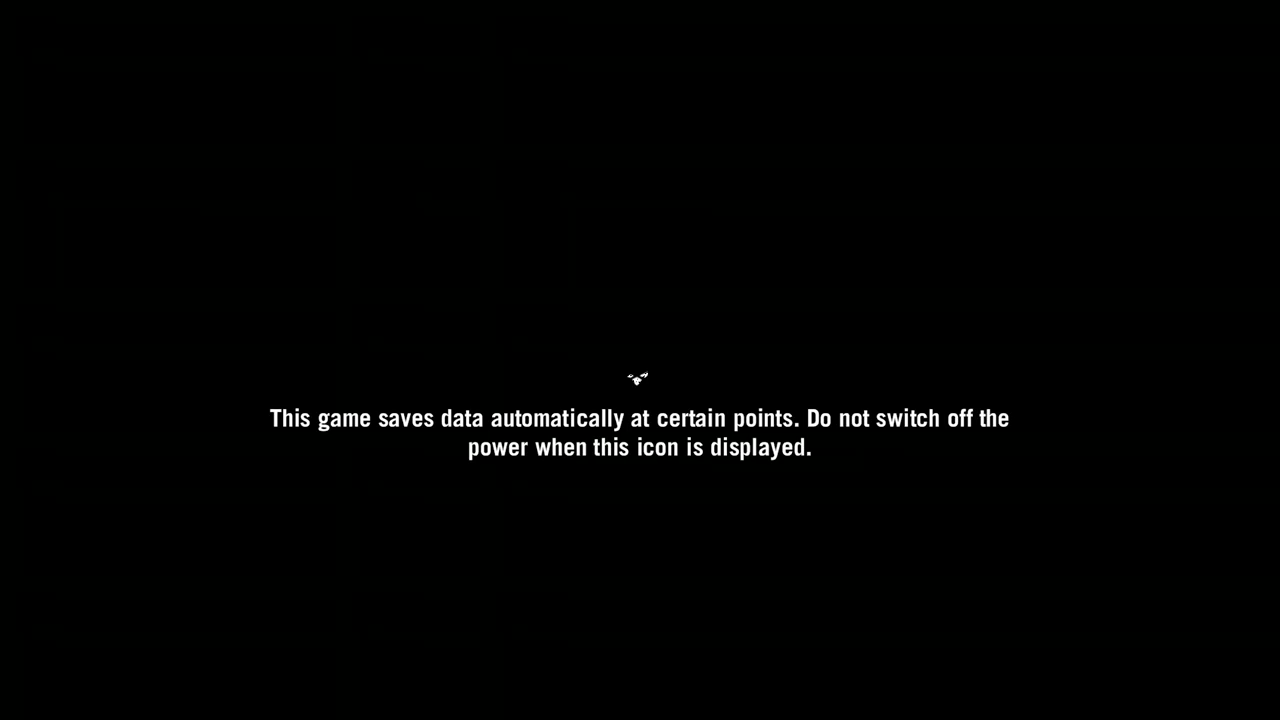 This game saves data automatically at certain points. Do not switch off the
power when this icon is displayed.